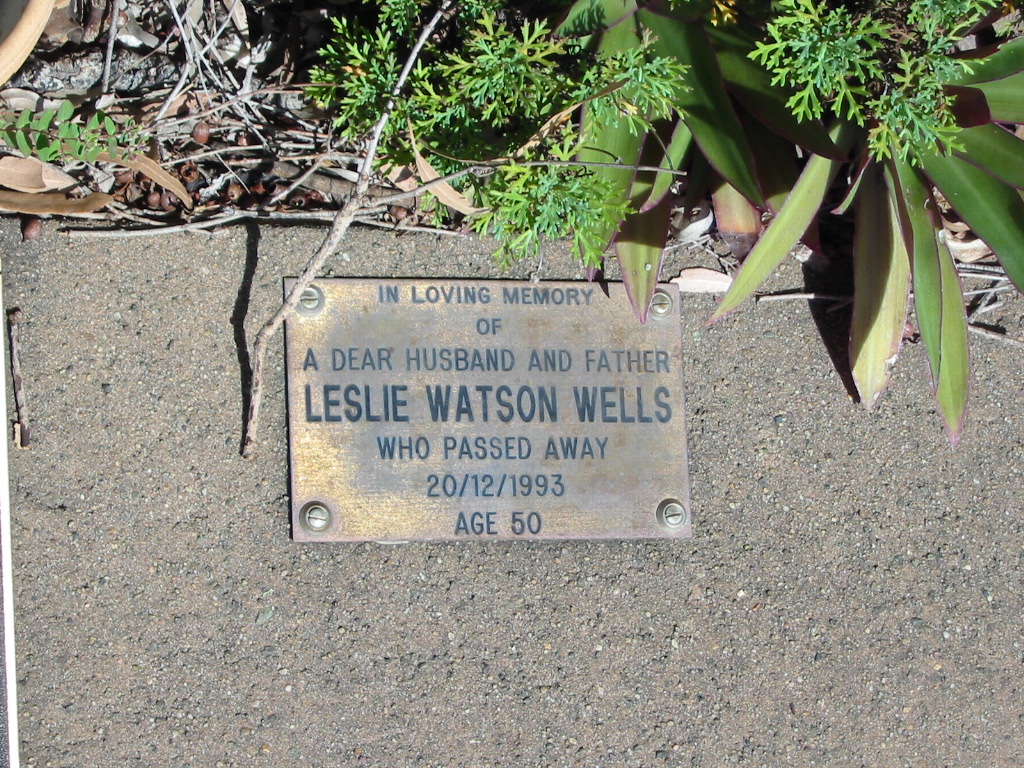 IN LOVING MEMORY
OF
A DEAR HUSBAND AND FATHER
LESLIE WATSON WELLS
WHO PASSED AWAY
20/12/1993
AGE 50